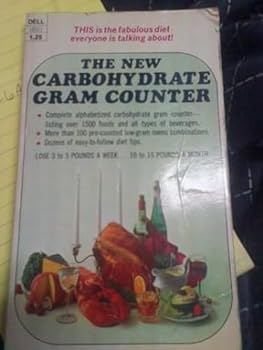 DELL
1.25
THIS is the fabulous diet
everyone is talking about!
THE NEW
CARBOHYDRATE
GRAM COUNTER
• Complete alphabetized carbohydrate gram counter—
listing over 1500 foods and all types of beverages.
• More than 100 pre-counted low-gram menu combinations.
• Dozens of easy-to-follow diet tips.
LOSE 3 to 5 POUNDS A WEEK 10 to 15 POUNDS A MONTH